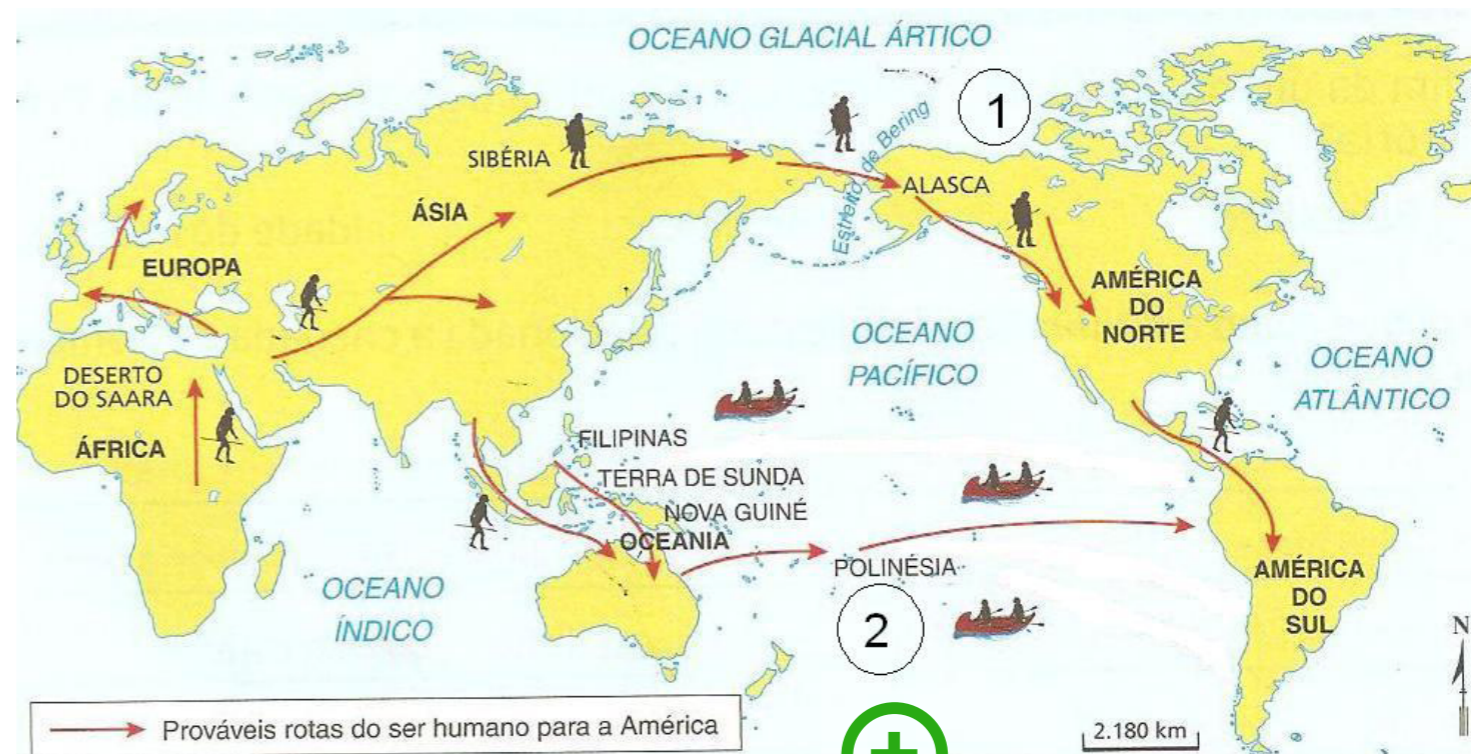 OCEANO GLACIAL ÁRTICO
1
Estreito de Bering
SIBÉRIA
ALASCA
ÁSIA
EUROPA
AMÉRICA
DO
NORTE
OCEANO
PACÍFICO
OCEANO
ATLÂNTICO
DESERTO
DO SAARA
ÁFRICA
FILIPINAS
TERRA DE SUNDA
NOVA GUINÉ
OCEANIA
POLINÉSIA
AMÉRICA
DO
SUL
OCEANO
ÍNDICO
2
N
Prováveis rotas do ser humano para a América
2.180 km